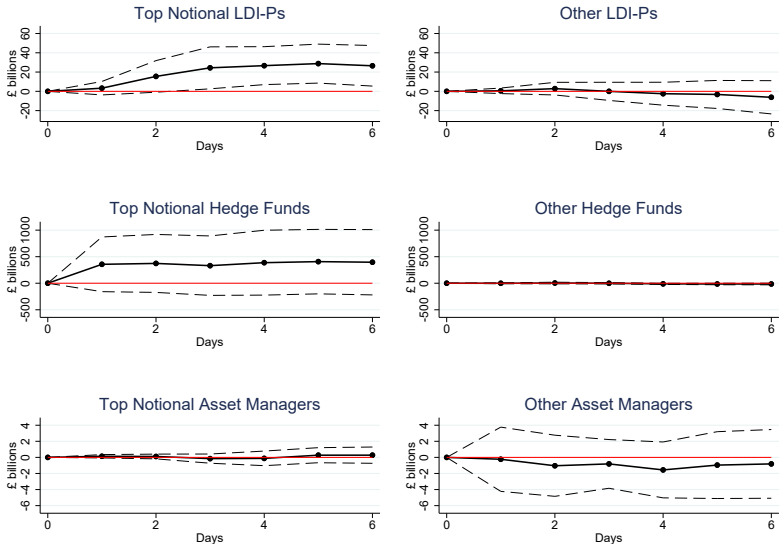 Top Notional LDI-Ps
£ billions
60
40
20
0
-20
0 2 4 6
Days
Other LDI-Ps
£ billions
60
40
20
0
-20
0 2 4 6
Days
Top Notional Hedge Funds
£ billions
1000
500
0
-500
0 2 4 6
Days
Other Hedge Funds
£ billions
1000
500
0
-500
0 2 4 6
Days
Top Notional Asset Managers
£ billions
4
2
0
-2
-4
-6
0 2 4 6
Days
Other Asset Managers
£ billions
4
2
0
-2
-4
-6
0 2 4 6
Days